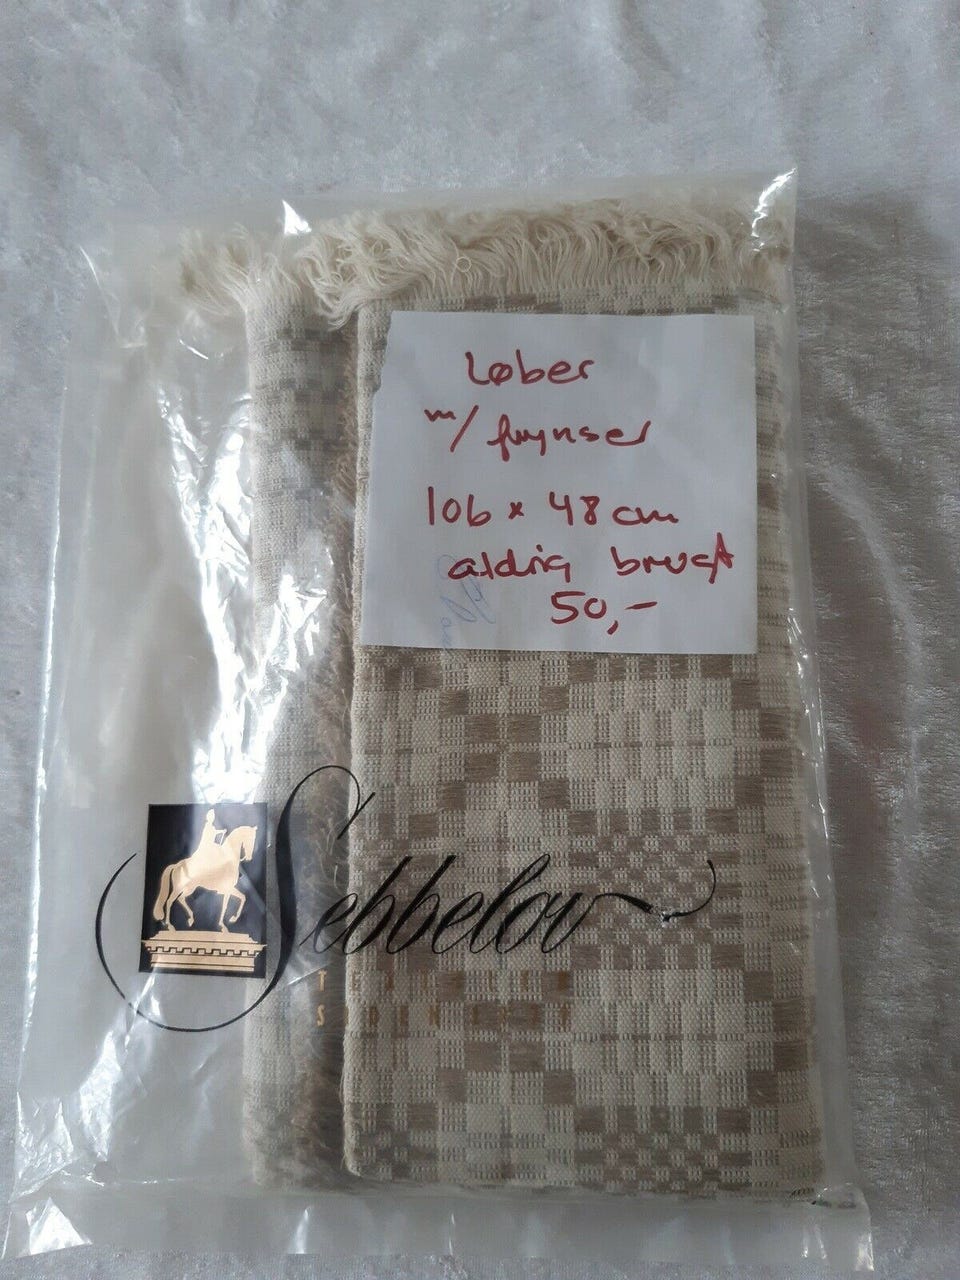 Løber
m/ frynser
106 x 48 cm
aldrig brugt
50,-
Sebbelov